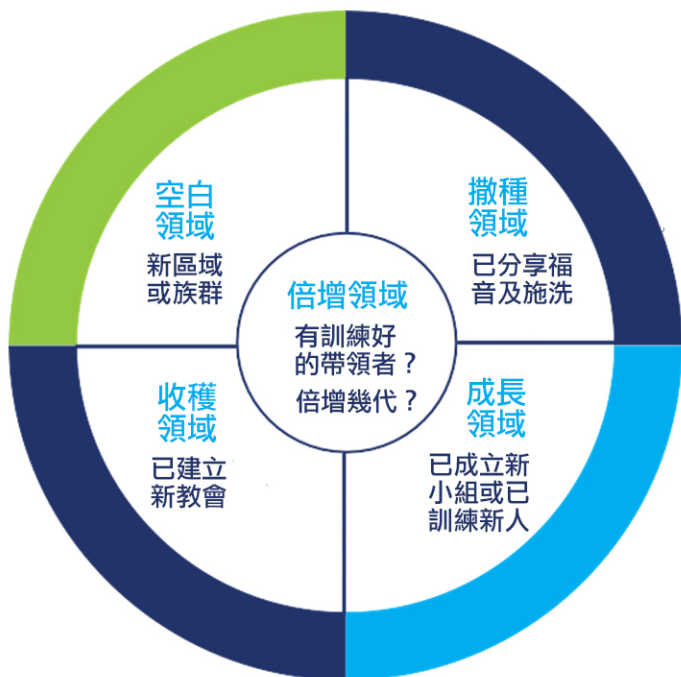 空白
領域
新區域
或族群
撒種
領域
已分享福
音及施洗
倍增領域
有訓練好
的帶領者？
倍增幾代？
收穫
領域
已建立
新教會
成長
領域
已成立新
小組或已
訓練新人